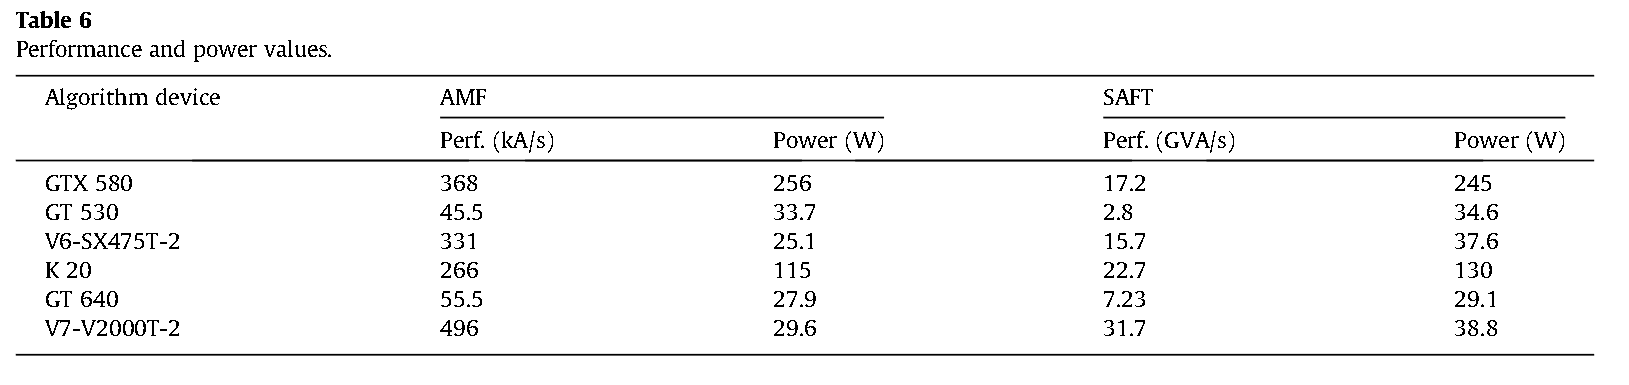 Table 6
Performance and power values.
Algorithm device AMF SAFT
Perf. (kA/s) Power (W) Perf. (GVA/s) Power (W)
GTX 580 368 256 17.2 245
GT 530 45.5 33.7 2.8 34.6
V6-SX475T-2 331 25.1 15.7 37.6
K 20 266 115 22.7 130
GT 640 55.5 27.9 7.23 29.1
V7-V2000T-2 496 29.6 31.7 38.8